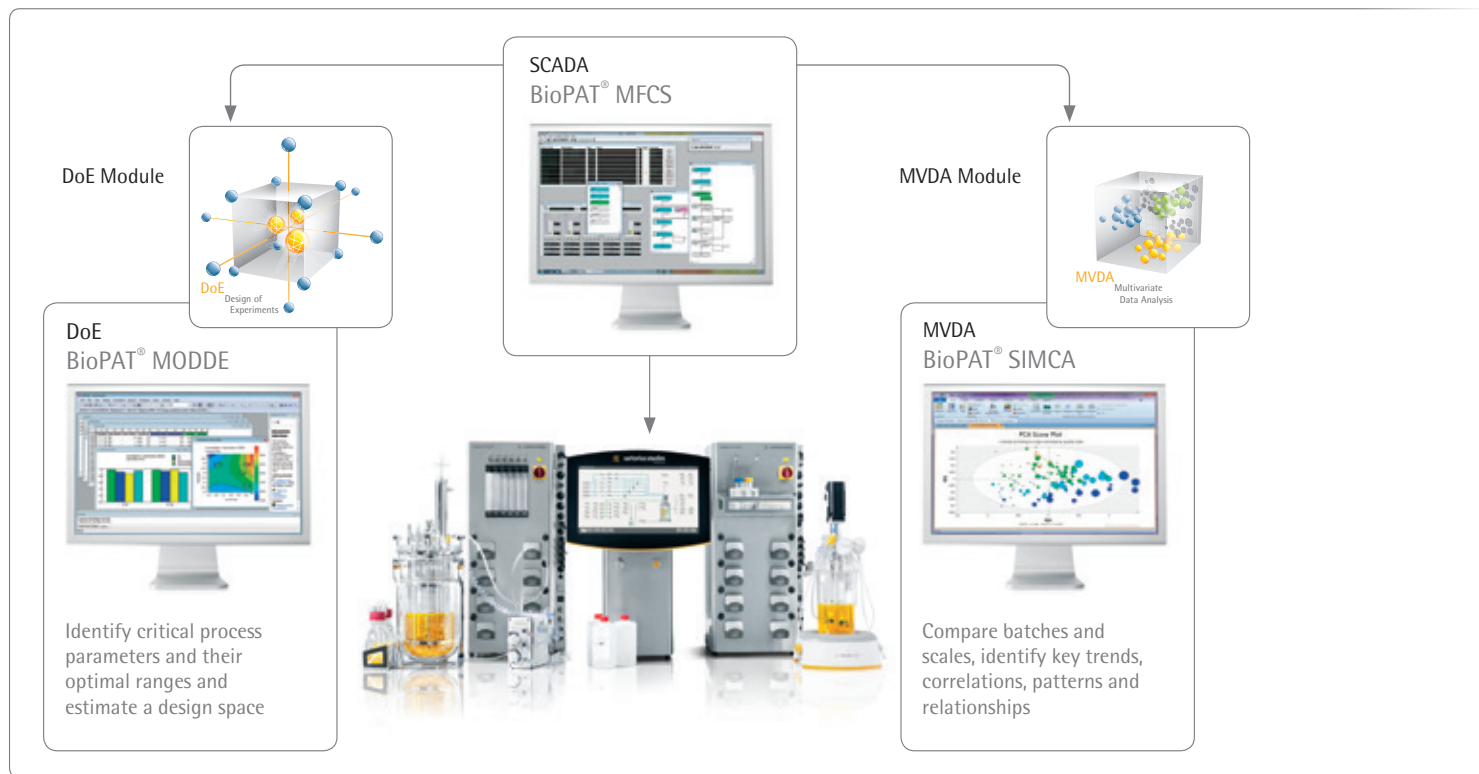 SCADA
BioPAT® MFCS
DoE Module
MVDA Module
DoE
Design of
Experiments
MVDA
Multivariate
Data Analysis
DoE
BioPAT® MODDE
MVDA
BioPAT® SIMCA
PCA Score Plot
sartorius stedim
Identify critical process
parameters and their
optimal ranges and
estimate a design space
Compare batches and
scales, identify key trends,
correlations, patterns and
relationships